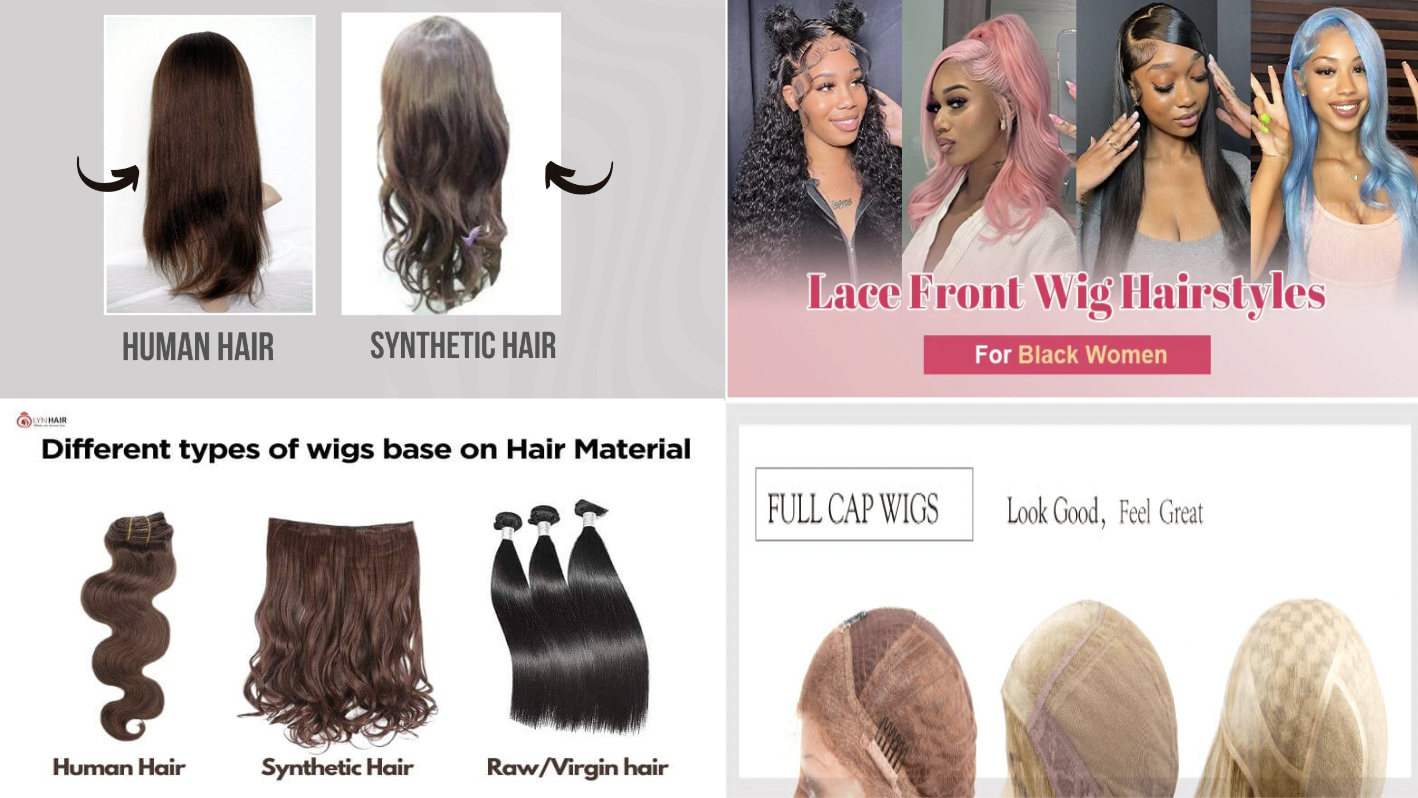 HUMAN HAIR
SYNTHETIC HAIR
Lace Front Wig Hairstyles
For Black Women
LYNHAIR
Different types of wigs base on Hair Material
Human Hair
Synthetic Hair
Raw/Virgin hair
FULL CAP WIGS
Look Good, Feel Great